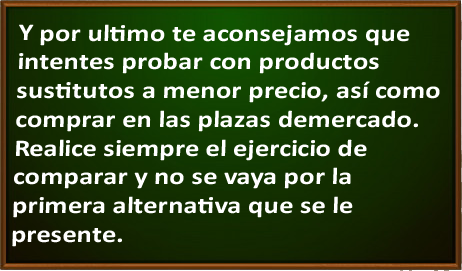 Y por ultimo te aconsejamos que
intentes probar con productos
sustitutos a menor precio, así como
comprar en las plazas demercado.
Realice siempre el ejercicio de
comparar y no se vaya por la
primera alternativa que se le
presente.